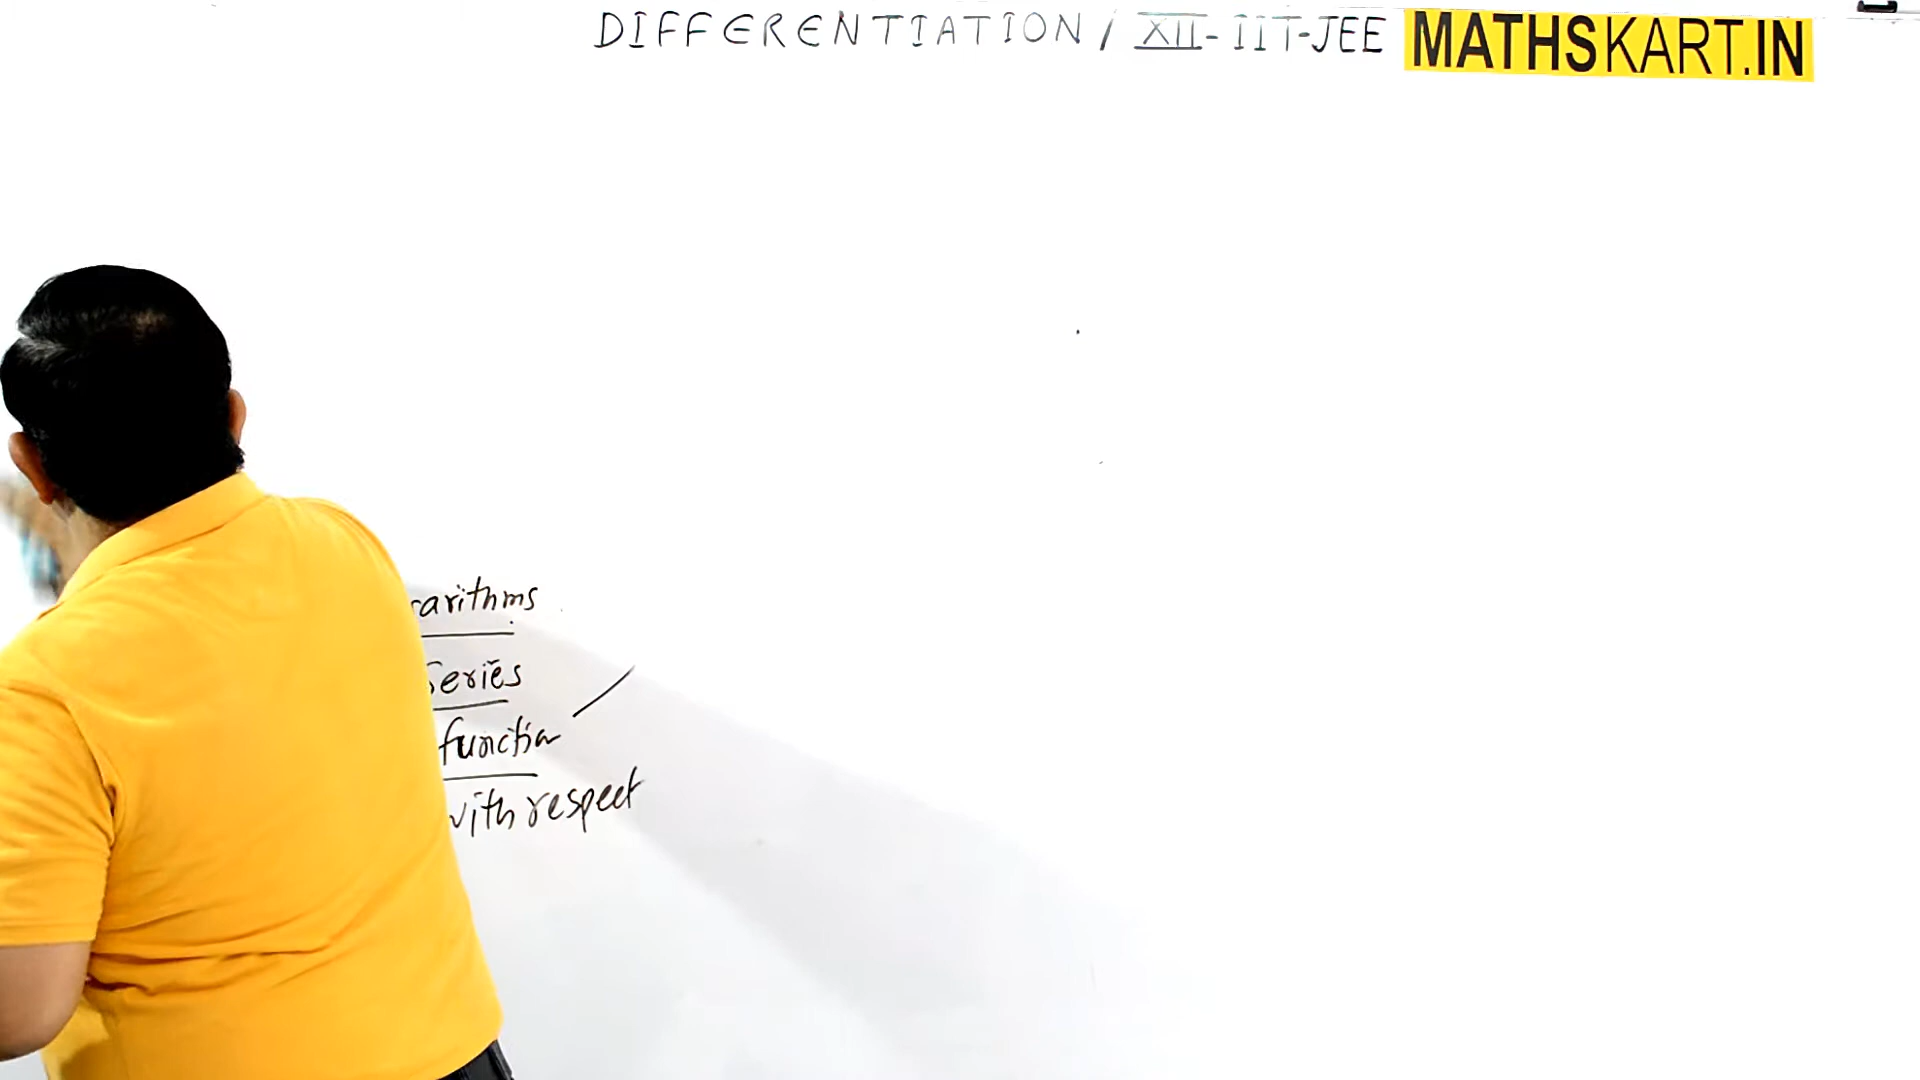 DIFFERENTIATION / XII - IIT-JEE MATHSKART.IN
arithms
Series
function
with respect